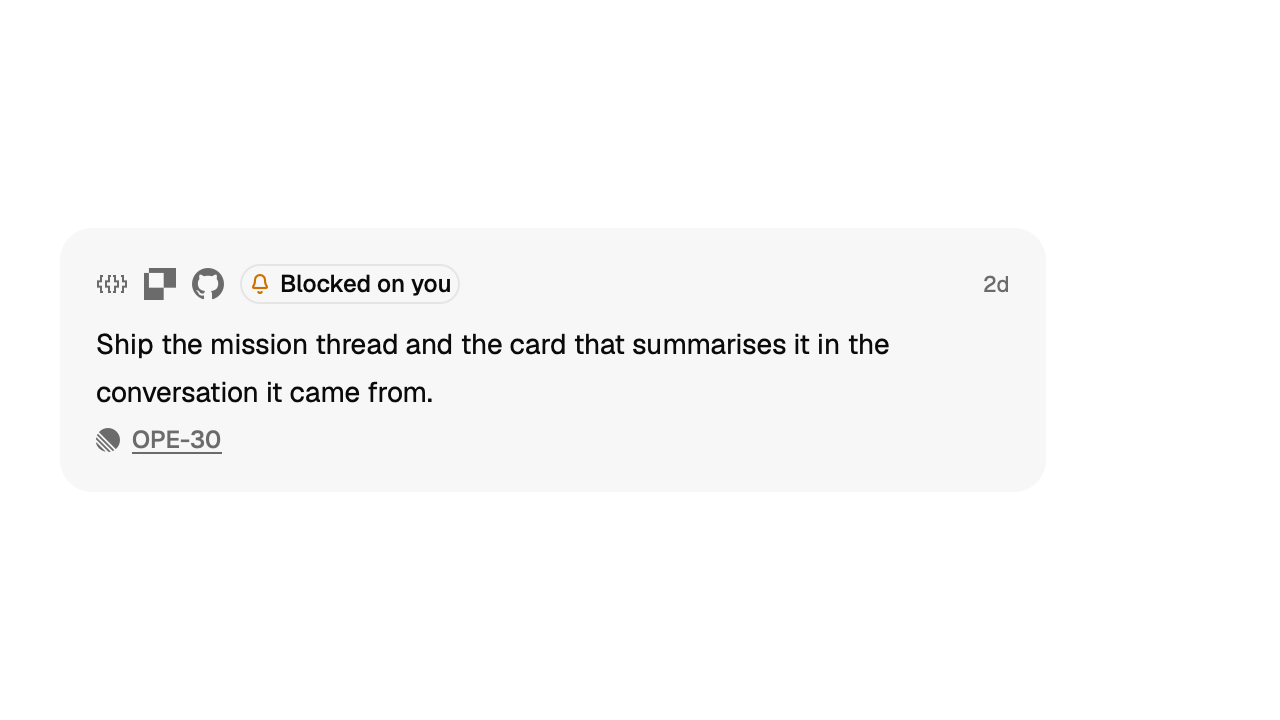 Blocked on you
2d
Ship the mission thread and the card that summarises it in the
conversation it came from.
OPE-30